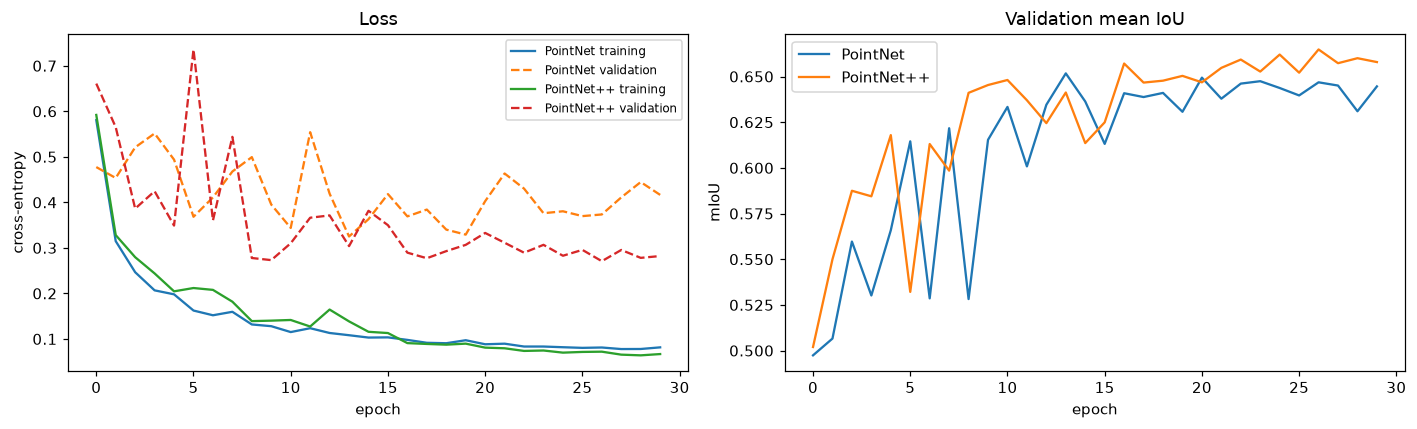 Loss
0.7
0.6
0.5
0.4
0.3
0.2
0.1
cross-entropy
0 5 10 15 20 25 30
epoch
PointNet training
PointNet validation
PointNet++ training
PointNet++ validation
Validation mean IoU
0.650
0.625
0.600
0.575
0.550
0.525
0.500
mIoU
0 5 10 15 20 25 30
epoch
PointNet
PointNet++